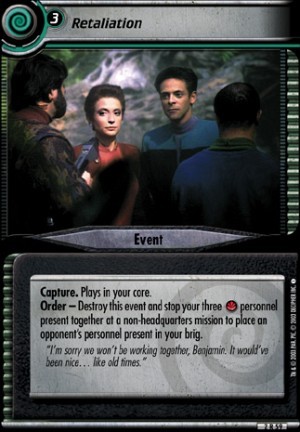 3
Retaliation
Event
Capture. Plays in your core.
Order – Destroy this event and stop your three personnel
present together at a non-headquarters mission to place an
opponent's personnel present in your brig.
"I'm sorry we won't be working together, Benjamin. It would've
been nice… like old times."
2 R 59